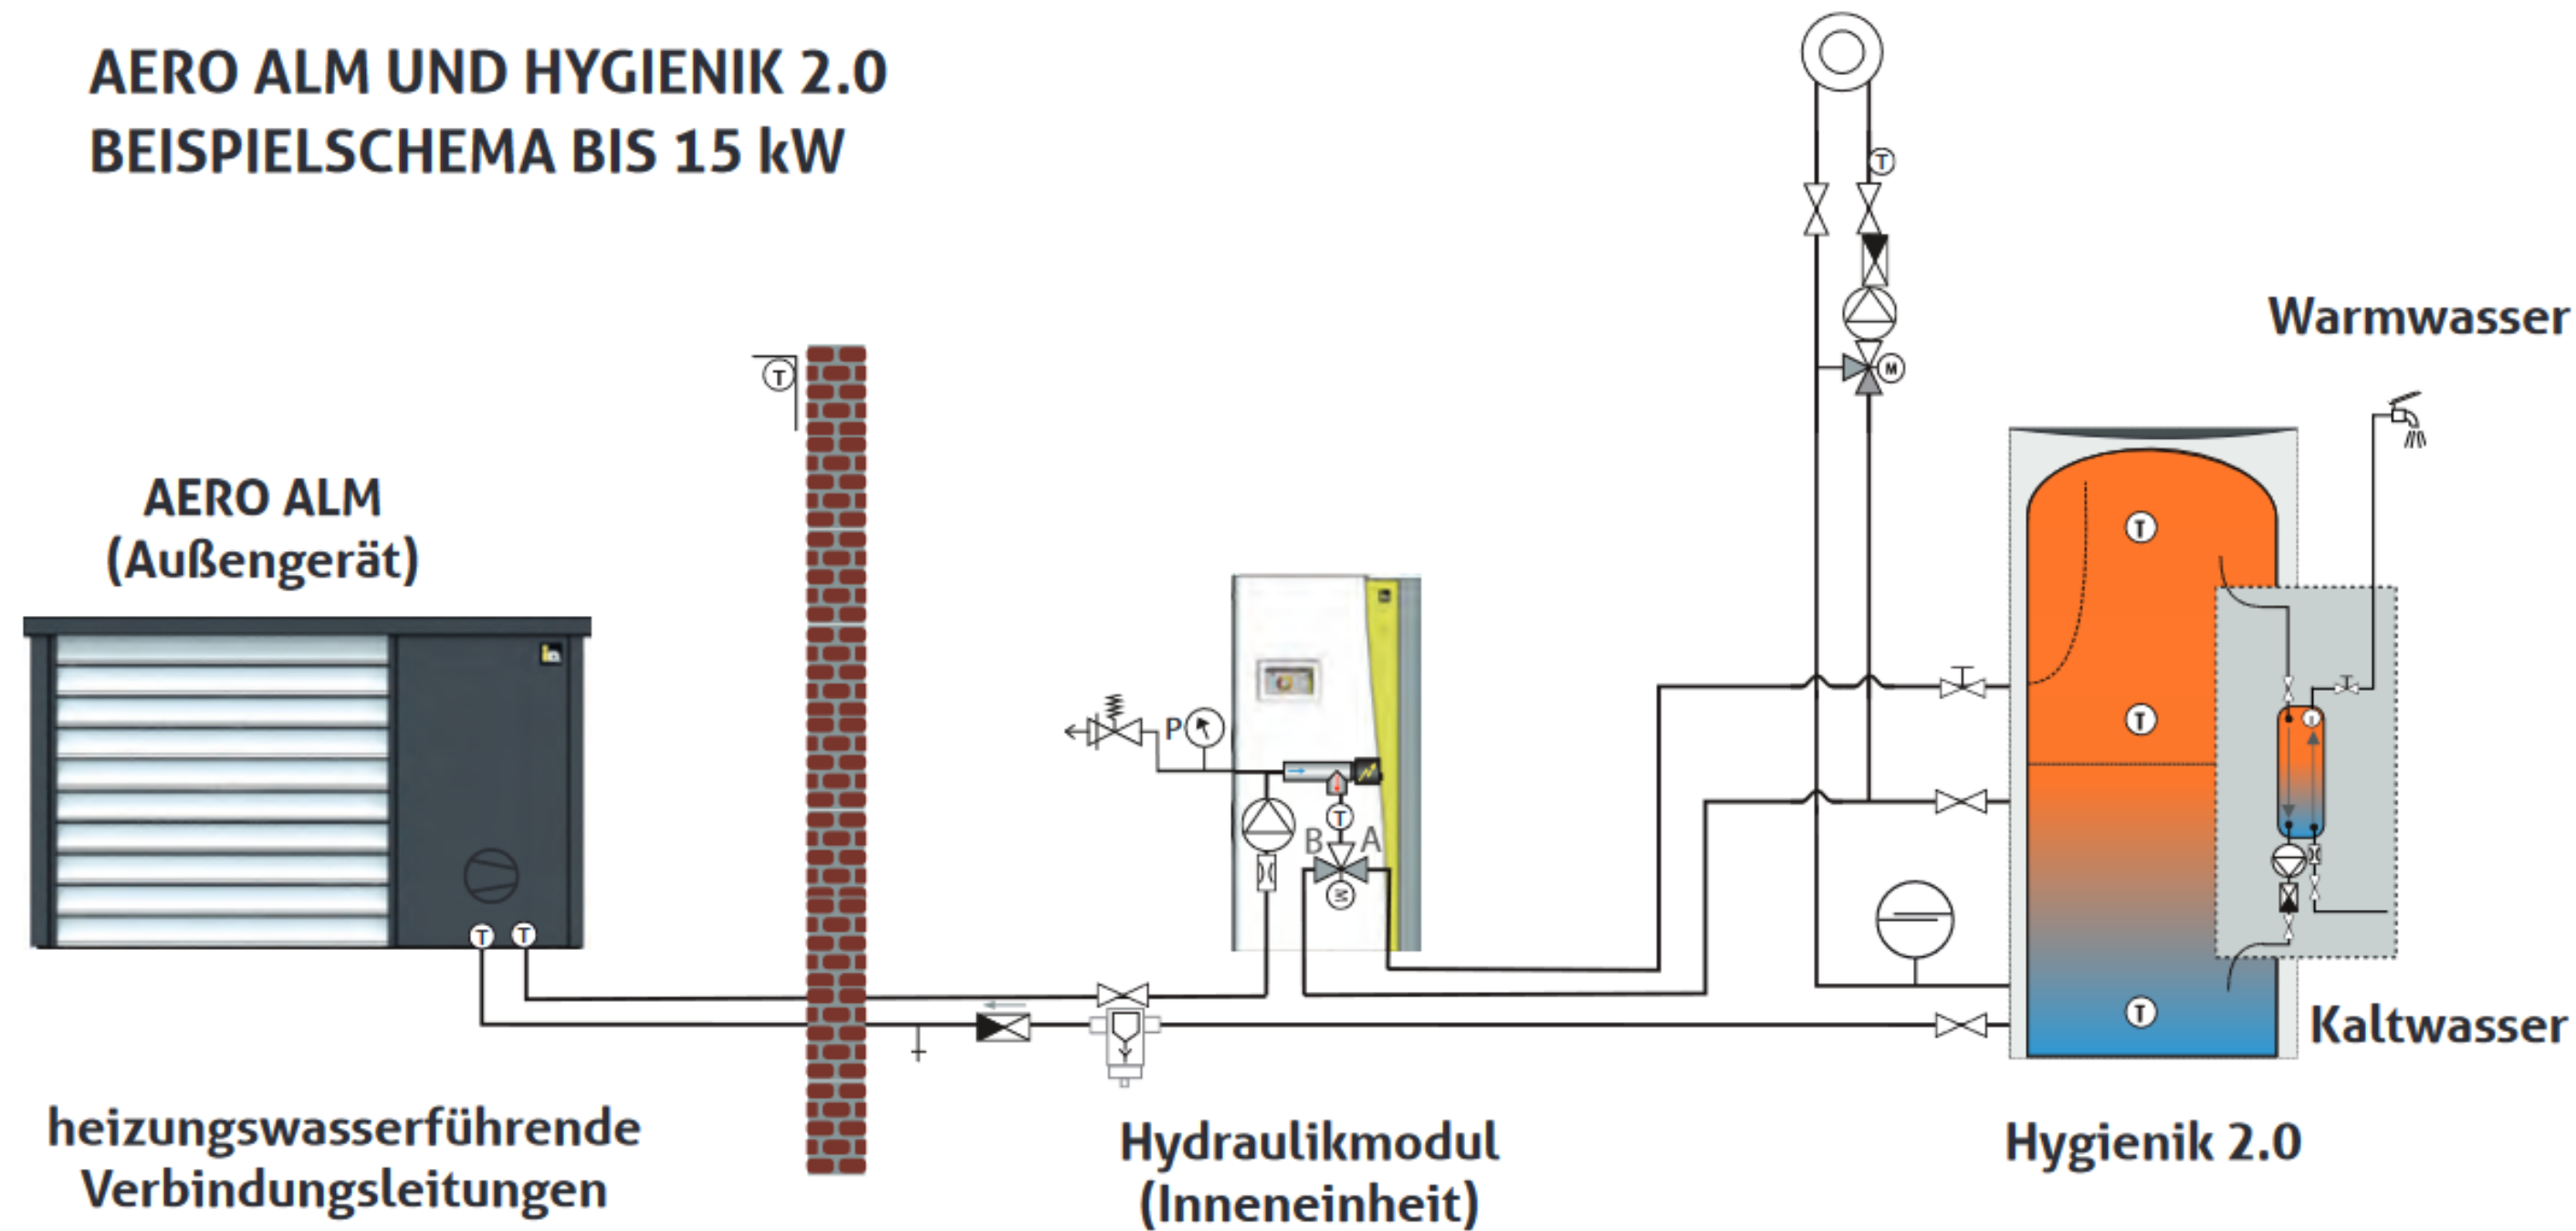 AERO ALM UND HYGIENIK 2.0
BEISPIELSCHEMA BIS 15 kW
T
M
Warmwasser
T
AERO ALM
(Außengerät)
T
T
P
T
T
B
A
M
T T
T
Kaltwasser
heizungswasserführende
Verbindungsleitungen
Hydraulikmodul
(Inneneinheit)
Hygienik 2.0